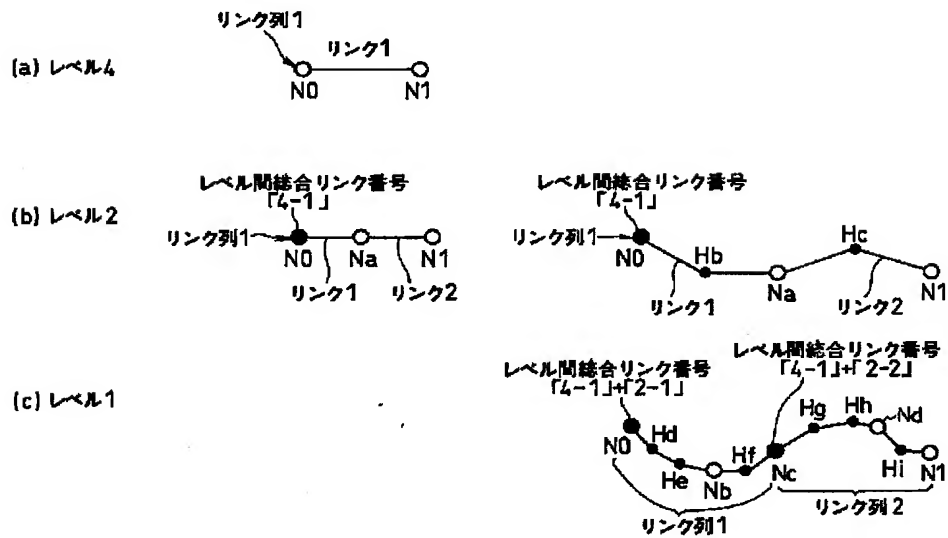 (a) レベル4
リンク列1
リンク1
N0
N1
(b) レベル2
レベル間総合リンク番号
「4-1」
リンク列1
N0
Na
N1
リンク1
リンク2
レベル間総合リンク番号
「4-1」
リンク列1
N0
Hb
Na
Hc
N1
リンク1
リンク2
(c) レベル1
レベル間総合リンク番号
「4-1」+「2-1」
レベル間総合リンク番号
「4-1」+「2-2」
N0
Hd
He
Nb
Hf
Nc
Hg
Hh
Nd
Hi
N1
リンク列1
リンク列2